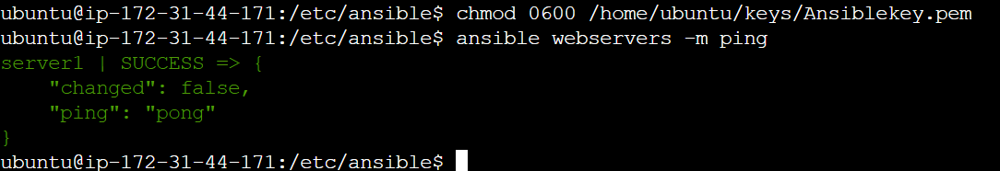 ubuntu@ip-172-31-44-171:/etc/ansible$ chmod 0600 /home/ubuntu/keys/Ansiblekey.pem
ubuntu@ip-172-31-44-171:/etc/ansible$ ansible webservers -m ping
server1 | SUCCESS => {
    "changed": false,
    "ping": "pong"
}
ubuntu@ip-172-31-44-171:/etc/ansible$